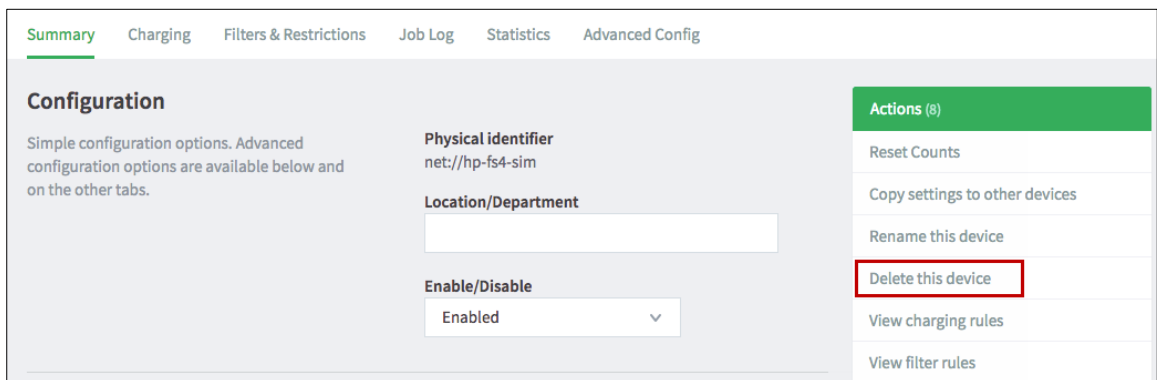 Summary Charging Filters & Restrictions Job Log Statistics Advanced Config
Configuration
Simple configuration options. Advanced
configuration options are available below and
on the other tabs.
Physical identifier
net://hp-fs4-sim
Location/Department
Enable/Disable
Enabled
Actions (8)
Reset Counts
Copy settings to other devices
Rename this device
Delete this device
View charging rules
View filter rules